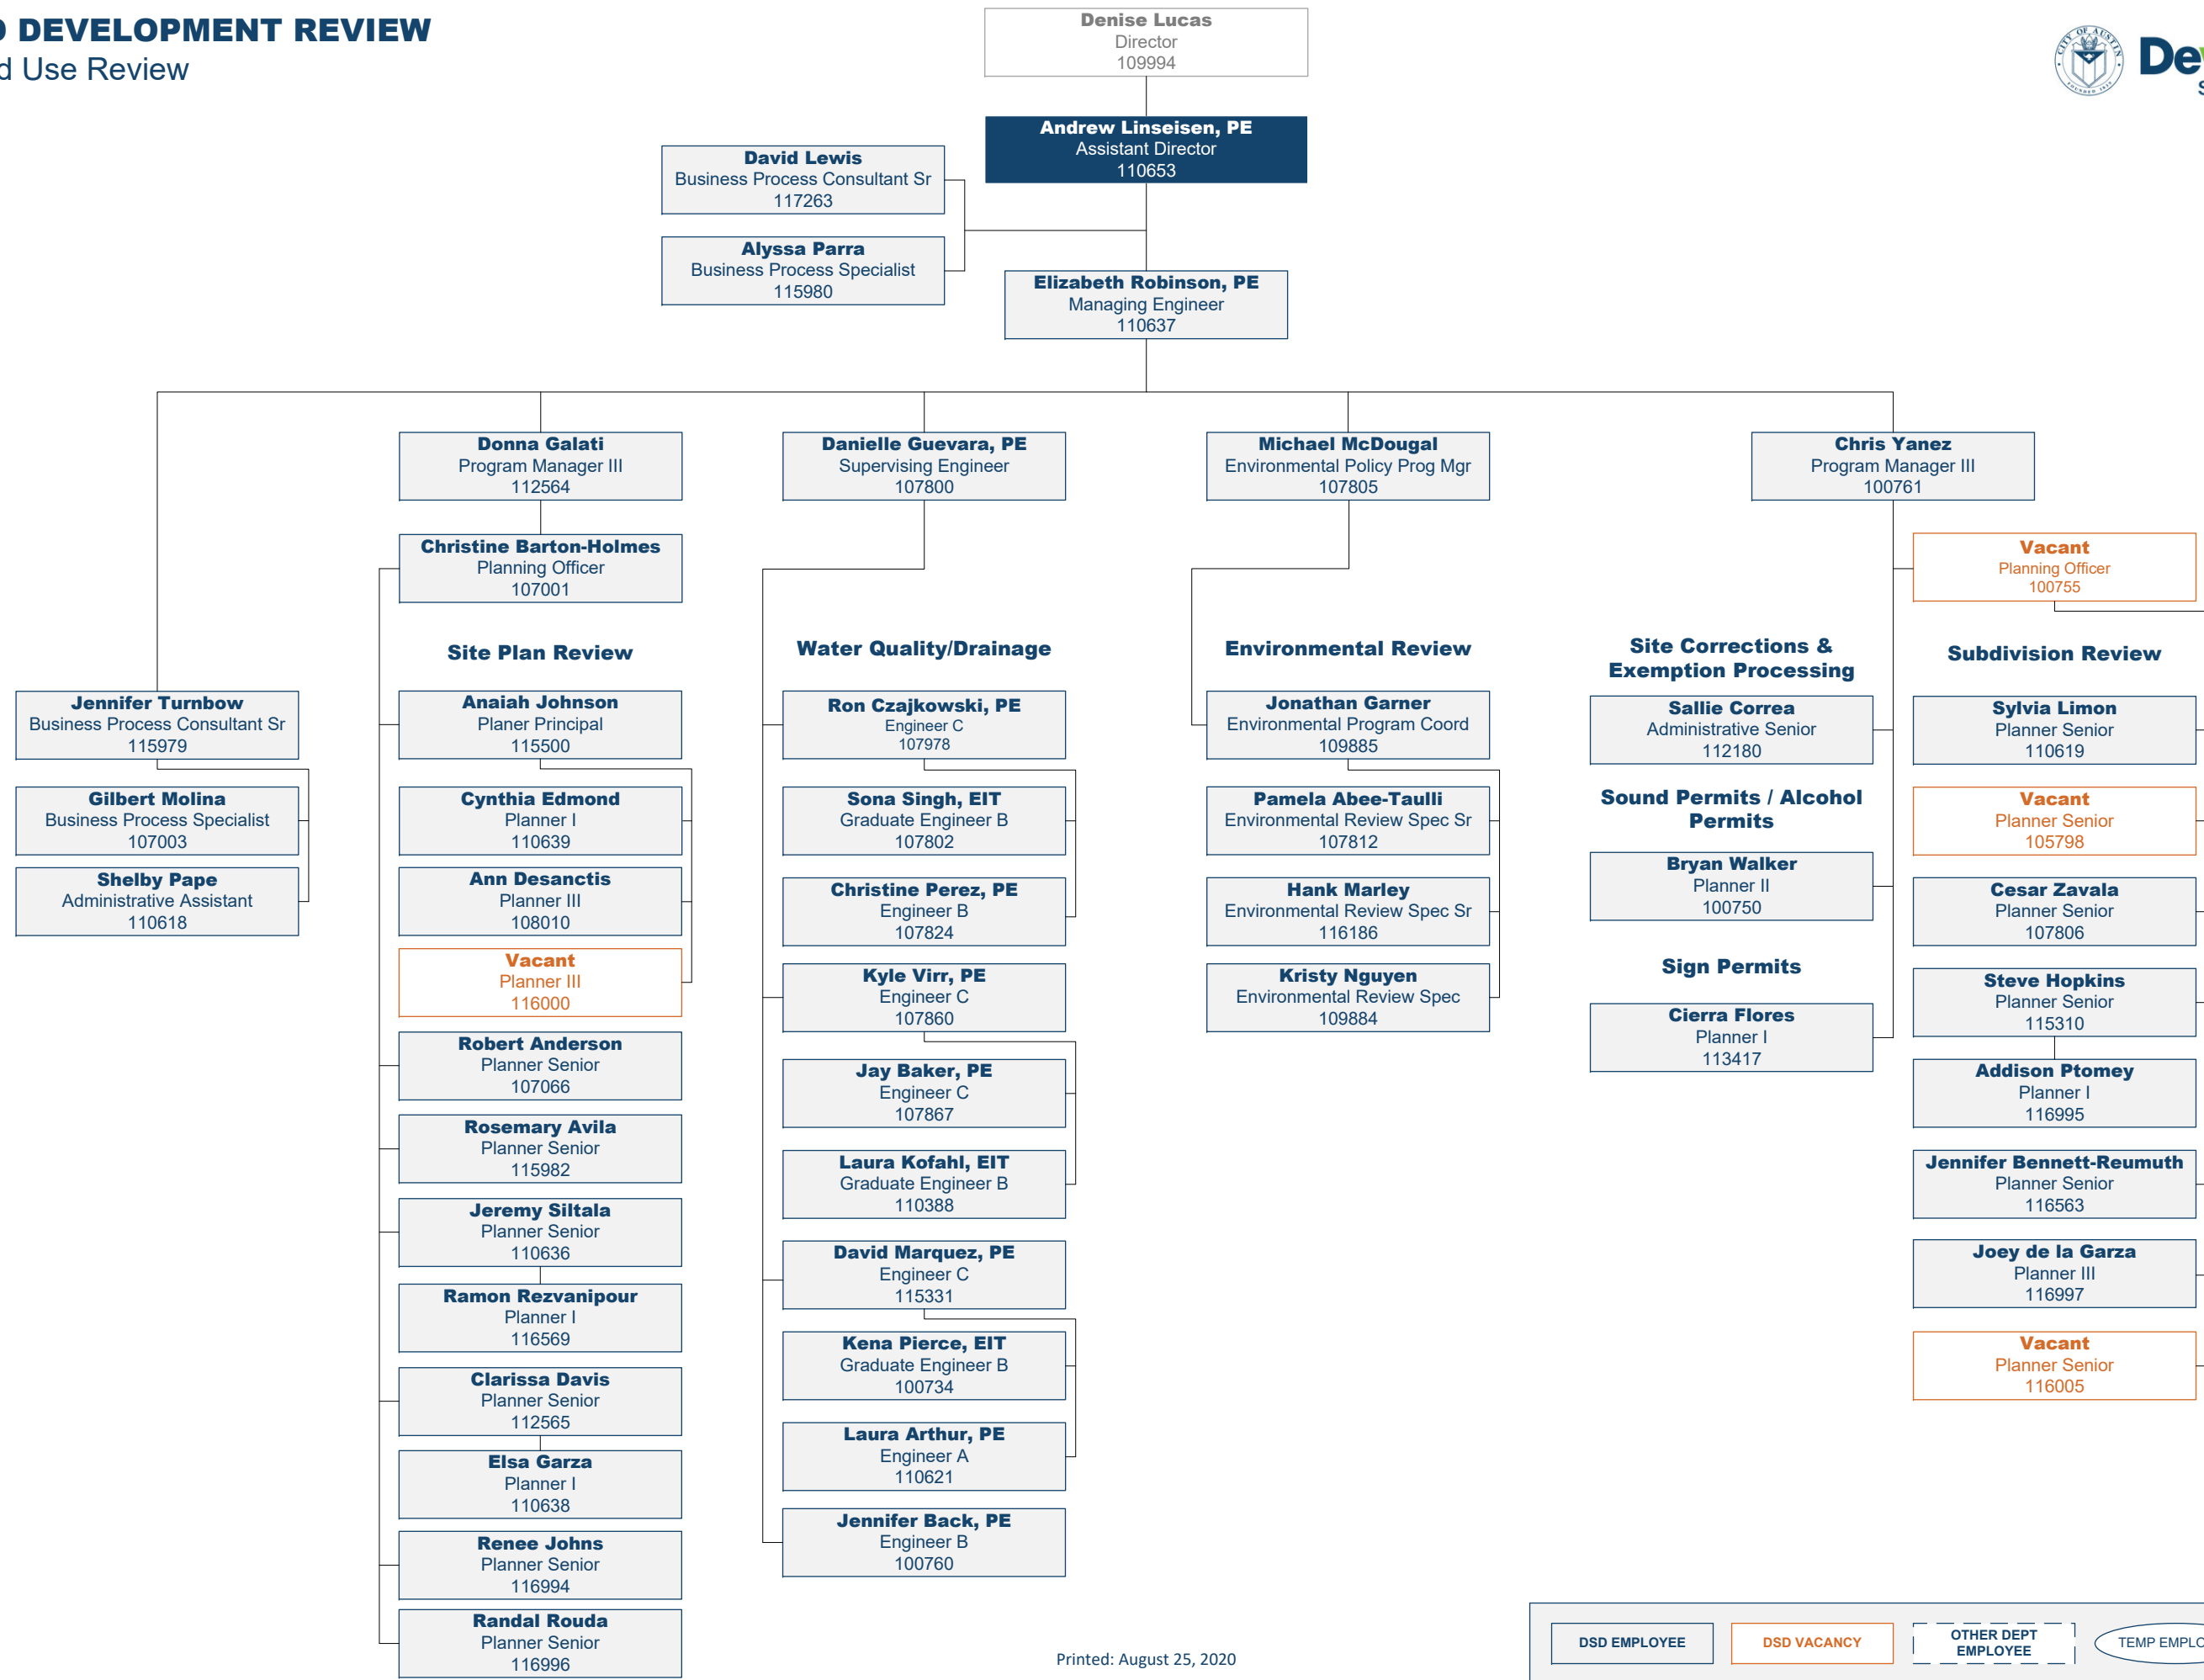 DEVELOPMENT REVIEW
Use Review
CITY OF AUSTIN
FOUNDED 1839
Denise Lucas
Director
109994
Andrew Linseisen, PE
Assistant Director
110653
David Lewis
Business Process Consultant Sr
117263
Alyssa Parra
Business Process Specialist
115980
Elizabeth Robinson, PE
Managing Engineer
110637
Donna Galati
Program Manager III
112564
Danielle Guevara, PE
Supervising Engineer
107800
Michael McDougal
Environmental Policy Prog Mgr
107805
Chris Yanez
Program Manager III
100761
Christine Barton-Holmes
Planning Officer
107001
Vacant
Planning Officer
100755
Jennifer Turnbow
Business Process Consultant Sr
115979
Gilbert Molina
Business Process Specialist
107003
Shelby Pape
Administrative Assistant
110618
Site Plan Review
Anaiah Johnson
Planer Principal
115500
Cynthia Edmond
Planner I
110639
Ann Desanctis
Planner III
108010
Vacant
Planner III
116000
Robert Anderson
Planner Senior
107066
Rosemary Avila
Planner Senior
115982
Jeremy Siltala
Planner Senior
110636
Ramon Rezvanipour
Planner I
116569
Clarissa Davis
Planner Senior
112565
Elsa Garza
Planner I
110638
Renee Johns
Planner Senior
116994
Randal Rouda
Planner Senior
116996
Water Quality/Drainage
Ron Czajkowski, PE
Engineer C
107978
Sona Singh, EIT
Graduate Engineer B
107802
Christine Perez, PE
Engineer B
107824
Kyle Virr, PE
Engineer C
107860
Jay Baker, PE
Engineer C
107867
Laura Kofahl, EIT
Graduate Engineer B
110388
David Marquez, PE
Engineer C
115331
Kena Pierce, EIT
Graduate Engineer B
100734
Laura Arthur, PE
Engineer A
110621
Jennifer Back, PE
Engineer B
100760
Environmental Review
Jonathan Garner
Environmental Program Coord
109885
Pamela Abee-Taulli
Environmental Review Spec Sr
107812
Hank Marley
Environmental Review Spec Sr
116186
Kristy Nguyen
Environmental Review Spec
109884
Site Corrections &
Exemption Processing
Sallie Correa
Administrative Senior
112180
Sound Permits / Alcohol
Permits
Bryan Walker
Planner II
100750
Sign Permits
Cierra Flores
Planner I
113417
Subdivision Review
Sylvia Limon
Planner Senior
110619
Vacant
Planner Senior
105798
Cesar Zavala
Planner Senior
107806
Steve Hopkins
Planner Senior
115310
Addison Ptomey
Planner I
116995
Jennifer Bennett-Reumuth
Planner Senior
116563
Joey de la Garza
Planner III
116997
Vacant
Planner Senior
116005
Printed: August 25, 2020
DSD EMPLOYEE
DSD VACANCY
OTHER DEPT
EMPLOYEE
TEMP